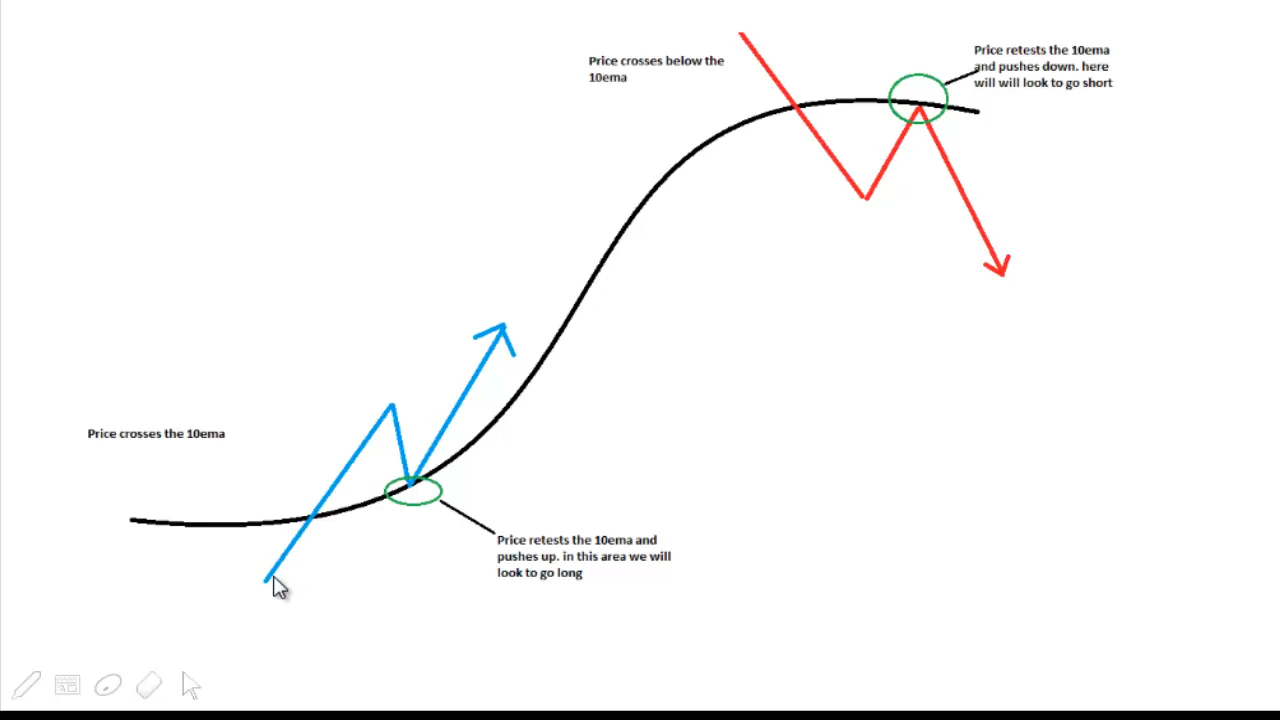 Price crosses below the
10ema
Price retests the 10ema
and pushes down. here
will will look to go short
Price crosses the 10ema
Price retests the 10ema and
pushes up. in this area we will
look to go long